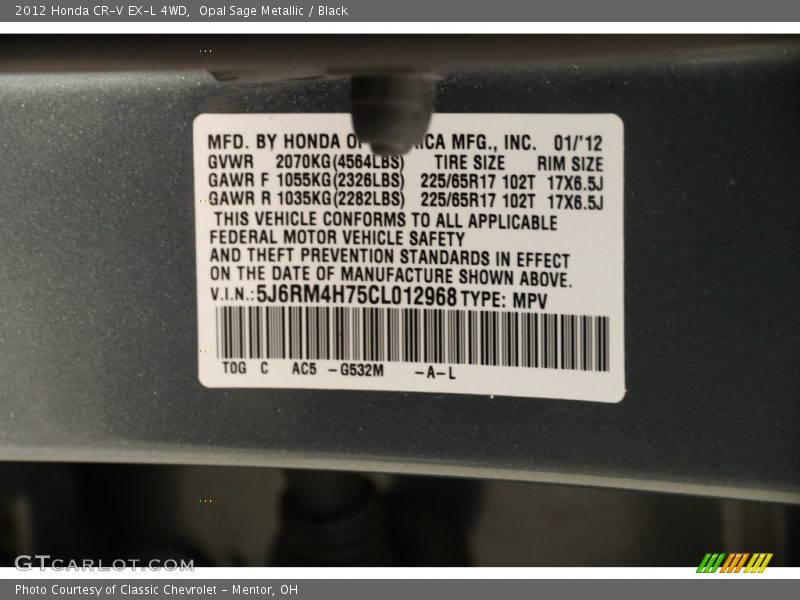 2012 Honda CR-V EX-L 4WD, Opal Sage Metallic / Black
MFD. BY HONDA OF ICA MFG., INC. 01/'12
GVWR 2070KG(4564LBS) TIRE SIZE RIM SIZE
GAWR F 1055KG(2326LBS) 225/65R17 102T 17X6.5J
GAWR R 1035KG(2282LBS) 225/65R17 102T 17X6.5J
THIS VEHICLE CONFORMS TO ALL APPLICABLE
FEDERAL MOTOR VEHICLE SAFETY
AND THEFT PREVENTION STANDARDS IN EFFECT
ON THE DATE OF MANUFACTURE SHOWN ABOVE.
V.I.N.:5J6RM4H75CL012968 TYPE: MPV
T0G C AC5 -G532M -A-L
GTCARLOT.COM
Photo Courtesy of Classic Chevrolet - Mentor, OH